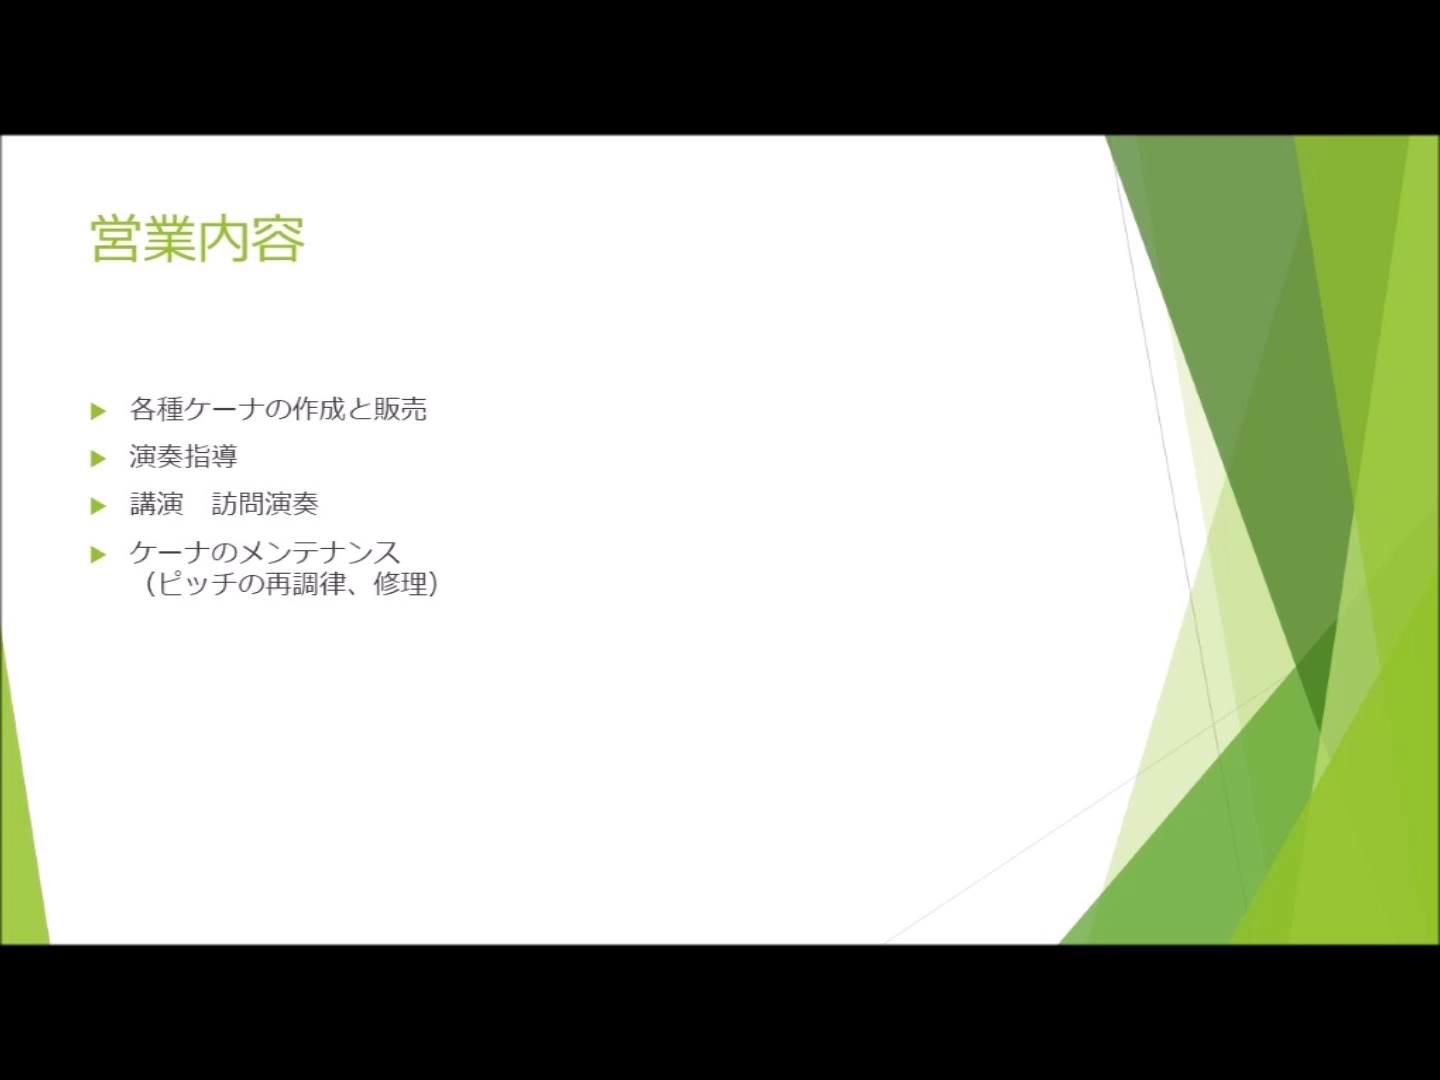 営業内容
各種ケーナの作成と販売
演奏指導
講演　訪問演奏
ケーナのメンテナンス
（ピッチの再調律、修理）